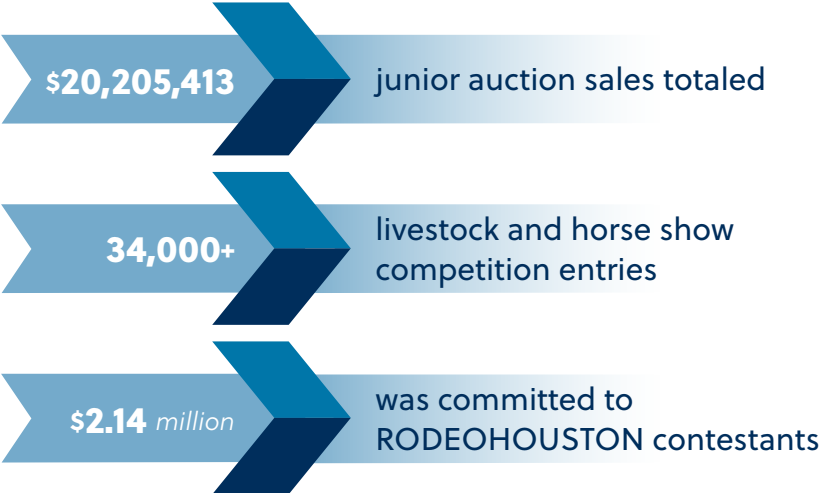 $20,205,413
junior auction sales totaled
34,000+
livestock and horse show
competition entries
$2.14 million
was committed to
RODEOHOUSTON contestants